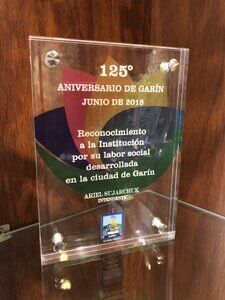 125°
ANIVERSARIO DE GARÍN
JUNIO DE 2018
Reconocimiento
a la Institución
por su labor social
desarrollada
en la ciudad de Garín
ARIEL SUJARCHUK
INTENDENTE